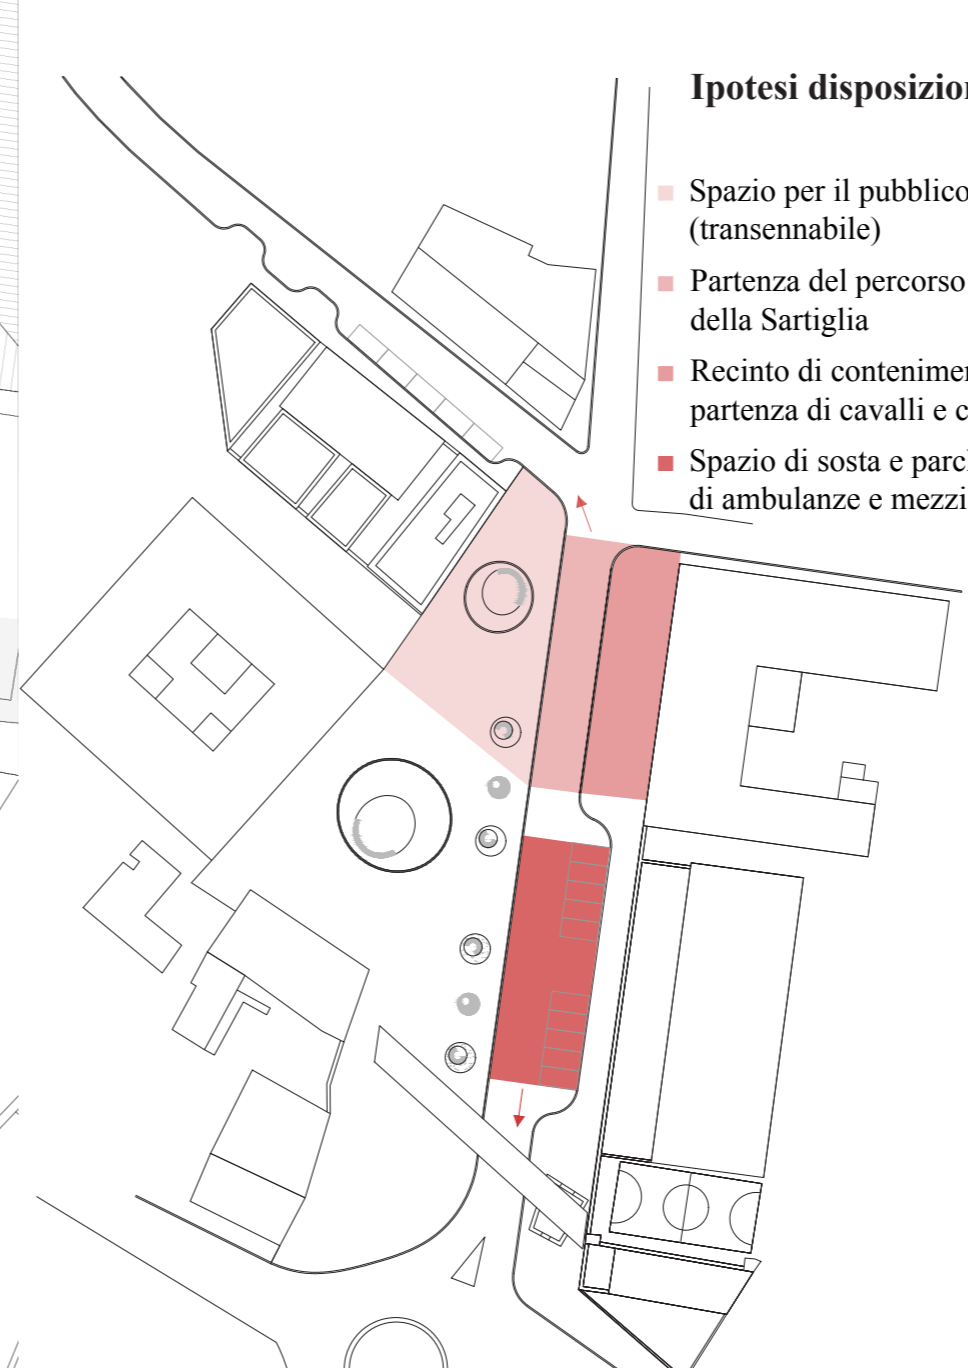 Ipotesi disposizion
Spazio per il pubblico
(transennabile)
Partenza del percorso
della Sartiglia
Recinto di contenimen
partenza di cavalli e c
Spazio di sosta e parch
di ambulanze e mezzi